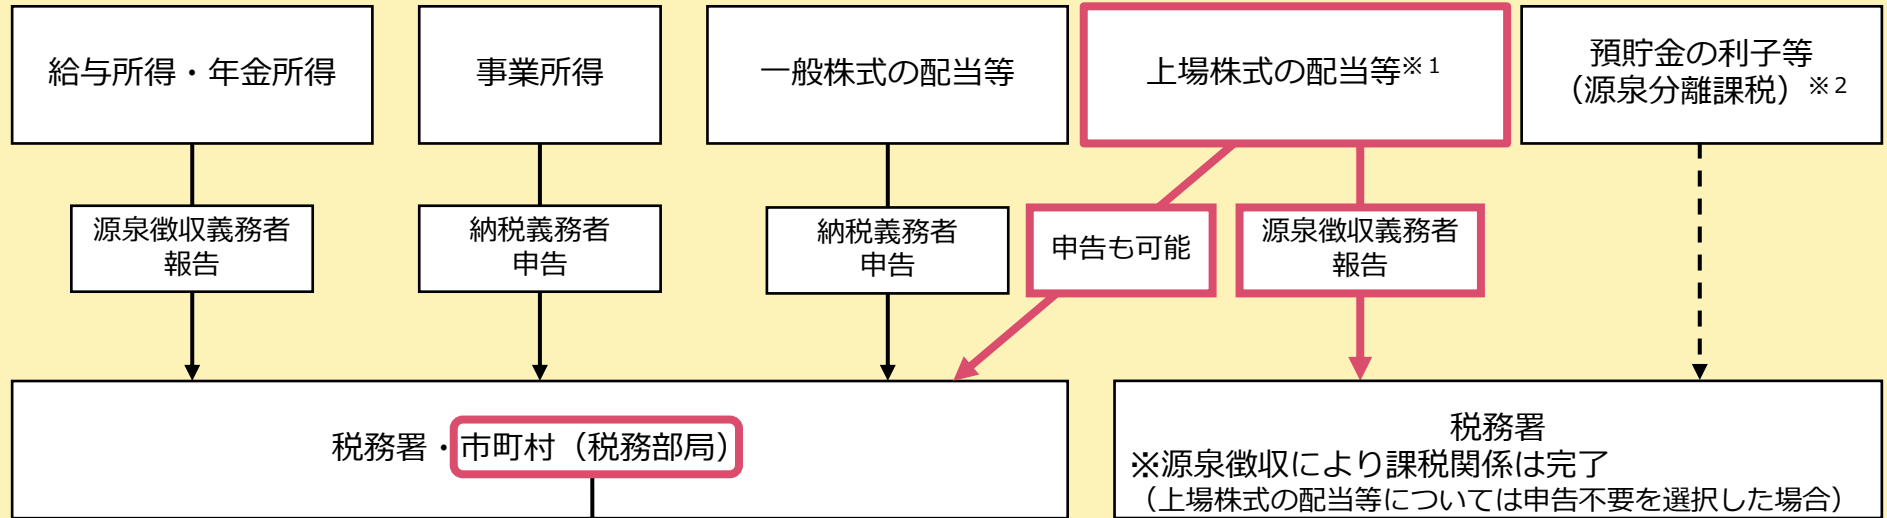 給与所得・年金所得
事業所得
一般株式の配当等
上場株式の配当等※1
預貯金の利子等
（源泉分離課税）※2
源泉徴収義務者
報告
納税義務者
申告
納税義務者
申告
申告も可能
源泉徴収義務者
報告
税務署・市町村（税務部局）
税務署
※源泉徴収により課税関係は完了
（上場株式の配当等については申告不要を選択した場合）